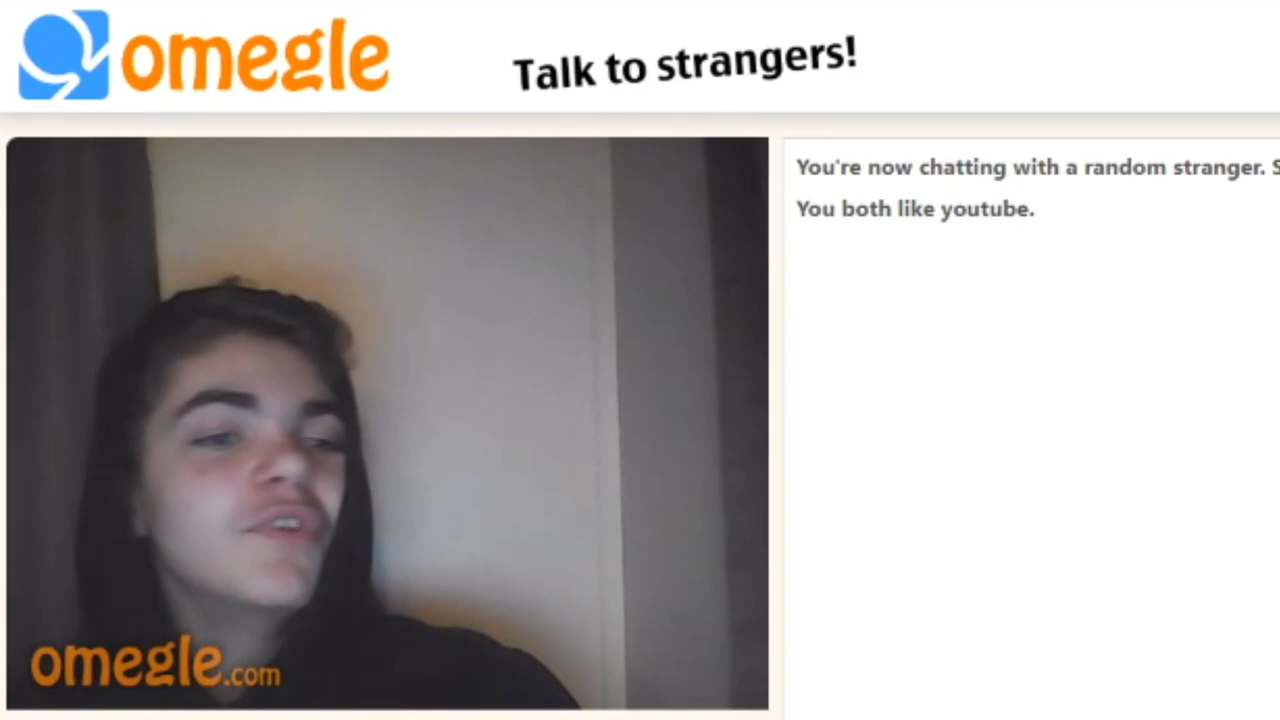 omegle
Talk to strangers!
You're now chatting with a random stranger. S
You both like youtube.
omegle.com